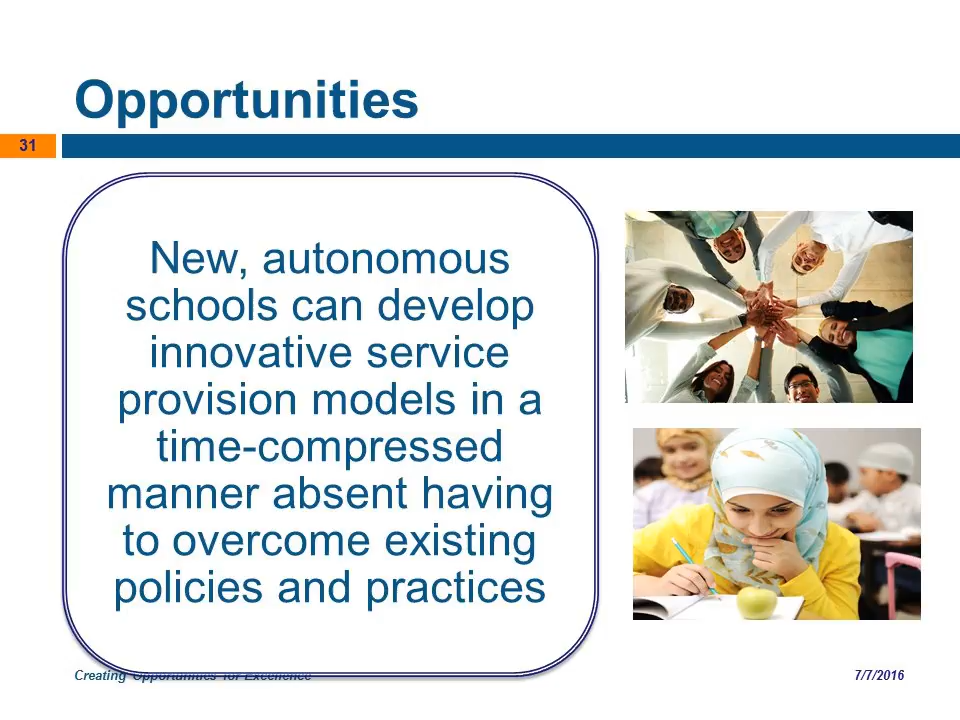 Opportunities
31
New, autonomous
schools can develop
innovative service
provision models in a
time-compressed
manner absent having
to overcome existing
policies and practices
Creating Opportunities for Excellence
7/7/2016